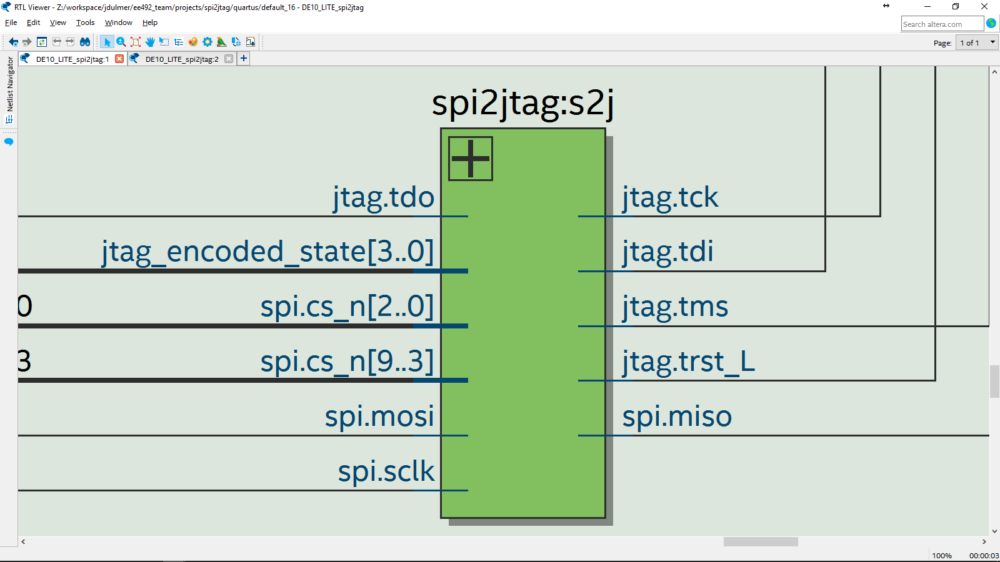 RTL Viewer - Z:/workspace/jdulmer/ee492_team/projects/spi2jtag/quartus/default_16 - DE10_LITE_spi2jtag
File Edit View Tools Window Help
Search altera.com
Page: 1 of 1
Netlist Navigator
DE10_LITE_spi2jtag:1 DE10_LITE_spi2jtag:2
spi2jtag:s2j
jtag.tdo jtag.tck
jtag_encoded_state[3..0] jtag.tdi
0 spi.cs_n[2..0] jtag.tms
3 spi.cs_n[9..3] jtag.trst_L
spi.mosi spi.miso
spi.sclk
100% 00:00:03